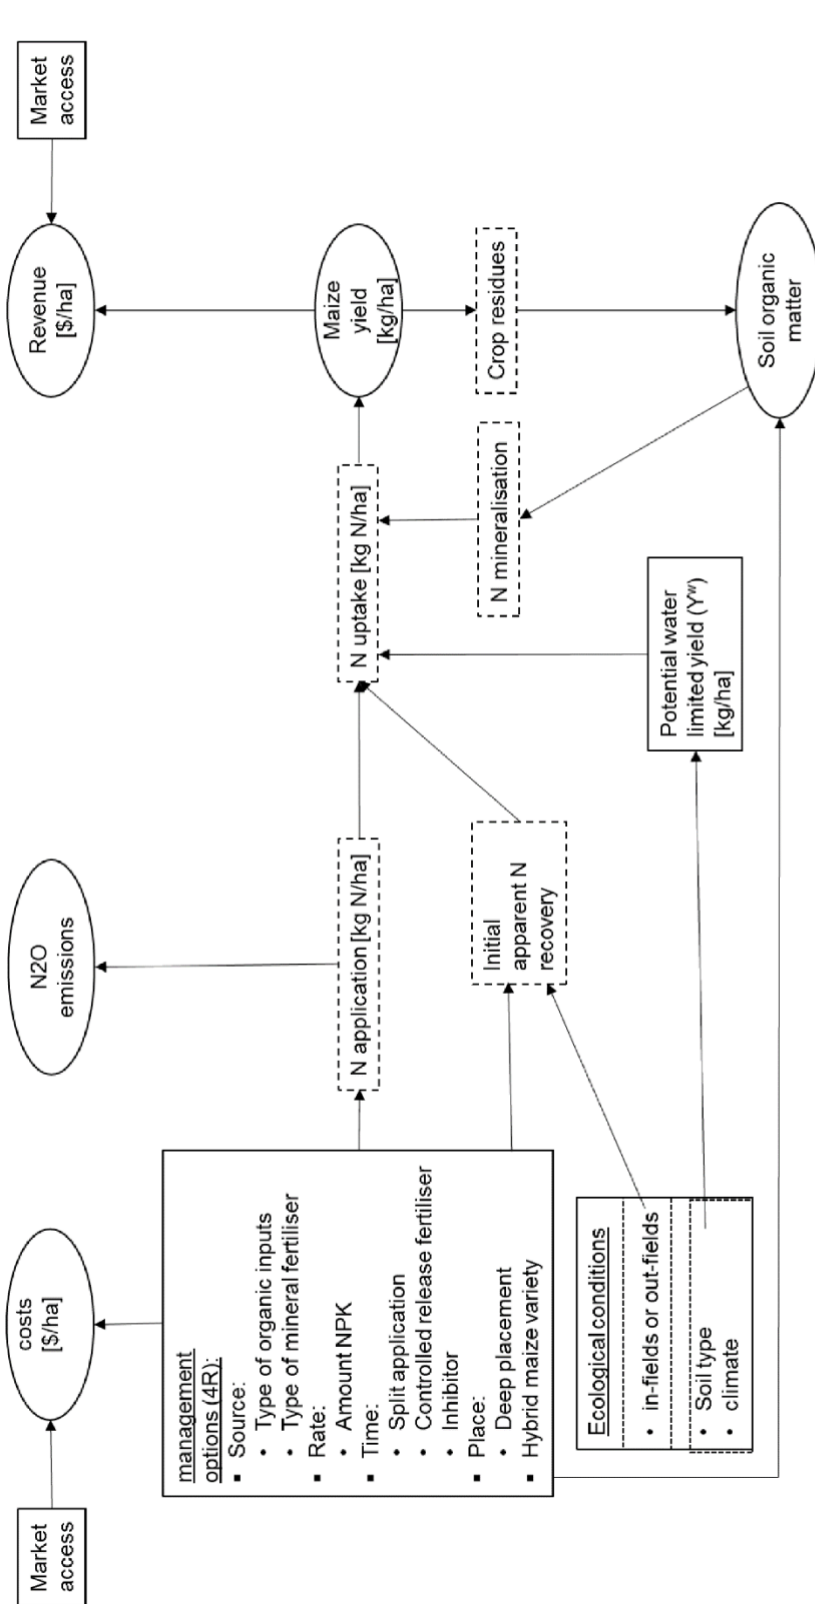 Market
access
costs
[$/ha]
N2O
emissions
Revenue
[$/ha]
Market
access
management
options (4R):
▪ Source:
• Type of organic inputs
• Type of mineral fertiliser
▪ Rate:
• Amount NPK
▪ Time:
• Split application
• Controlled release fertiliser
• Inhibitor
▪ Place:
• Deep placement
▪ Hybrid maize variety
N application [kg N/ha]
N uptake [kg N/ha]
Maize
yield
[kg/ha]
Initial
apparent N
recovery
N mineralisation
Crop residues
Ecological conditions
• in-fields or out-fields
• Soil type
• climate
Potential water
limited yield (Yʷ)
[kg/ha]
Soil organic
matter